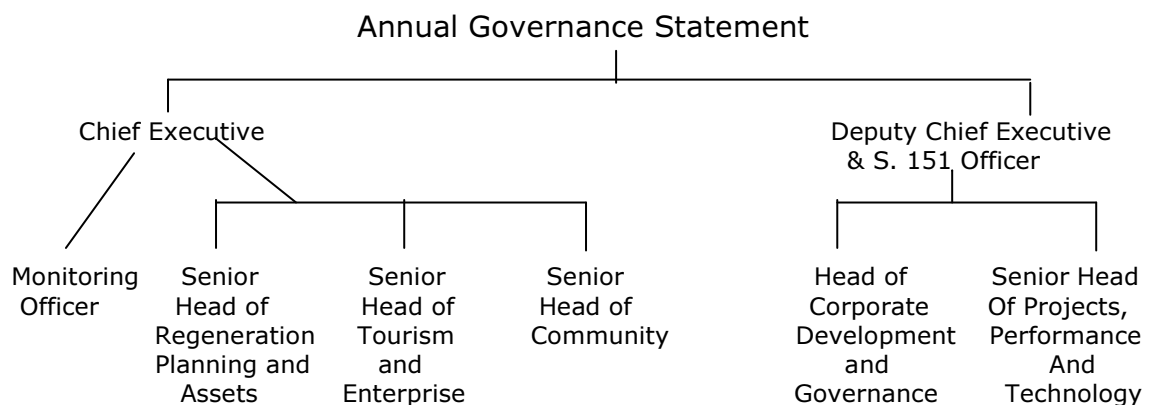 Annual Governance Statement
Chief Executive
Deputy Chief Executive
& S. 151 Officer
Monitoring
Officer
Senior
Head of
Regeneration
Planning and
Assets
Senior
Head of
Tourism
and
Enterprise
Senior
Head of
Community
Head of
Corporate
Development
and
Governance
Senior Head
Of Projects,
Performance
And
Technology